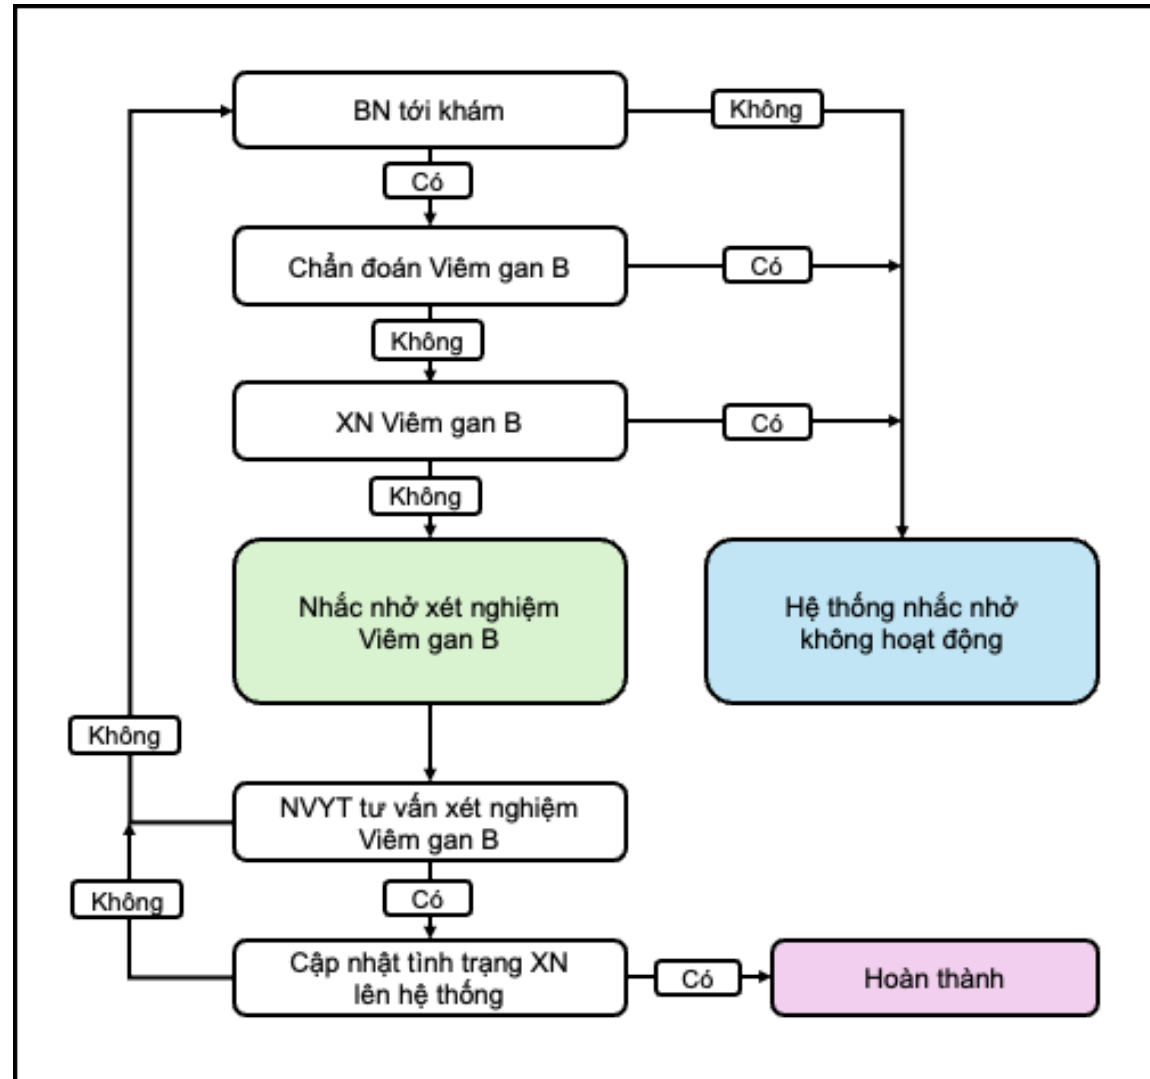 BN tới khám
Không
Có
Chẩn đoán Viêm gan B
Có
Không
XN Viêm gan B
Có
Không
Nhắc nhở xét nghiệm
Viêm gan B
Hệ thống nhắc nhở
không hoạt động
Không
NVYT tư vấn xét nghiệm
Viêm gan B
Không
Có
Cập nhật tình trạng XN
lên hệ thống
Có
Hoàn thành